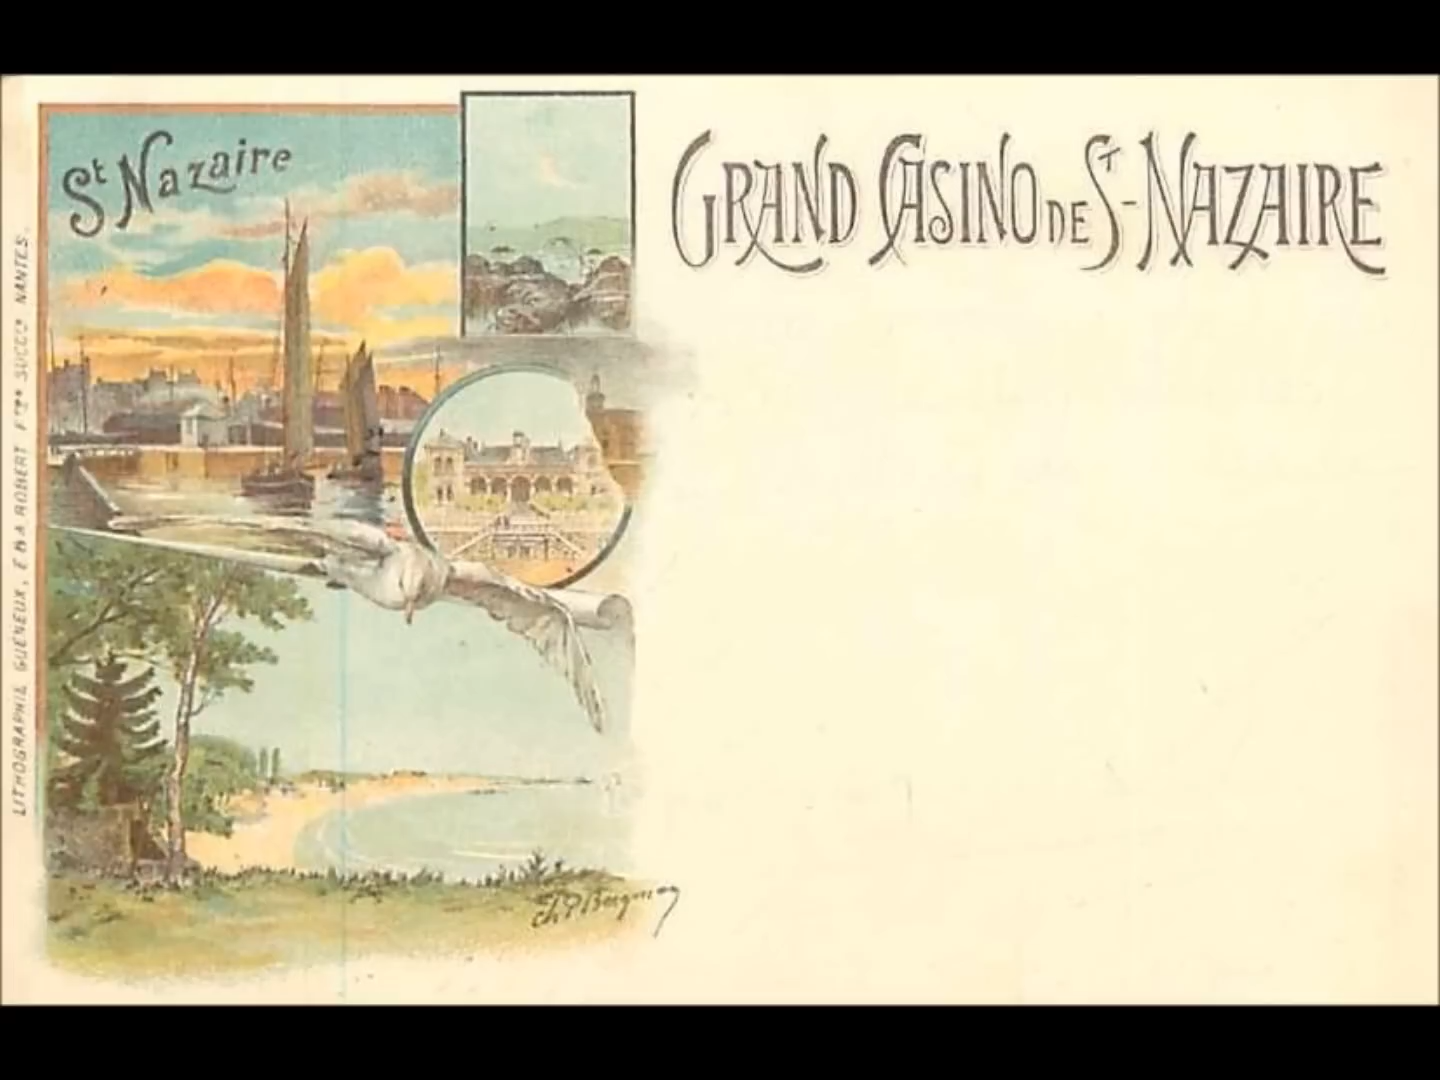 St Nazaire
GRAND CASINO DE ST-NAZAIRE
LITHOGRAPHIE GUÉNEUX, E. & A. ROBERT FRES SUCCRS NANTES.